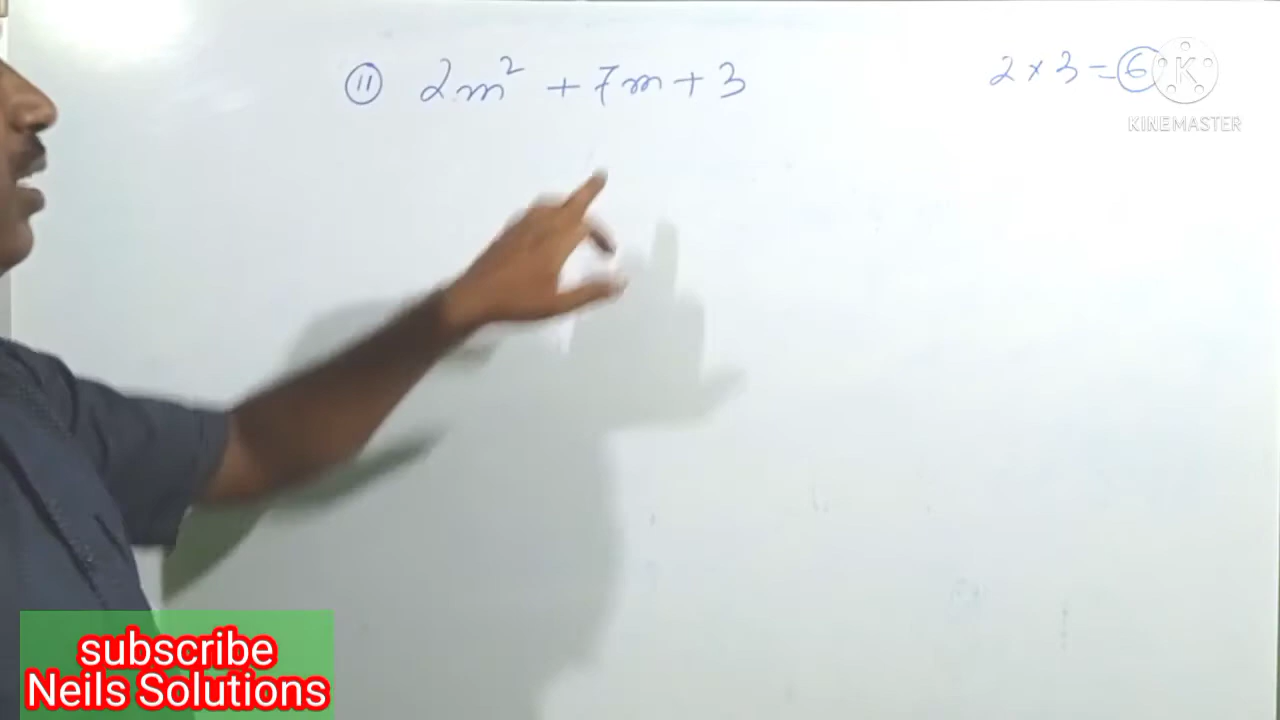 ⑪ 2m² + 7m + 3
2 × 3 = 6
K
KINEMASTER
subscribe
Neils Solutions